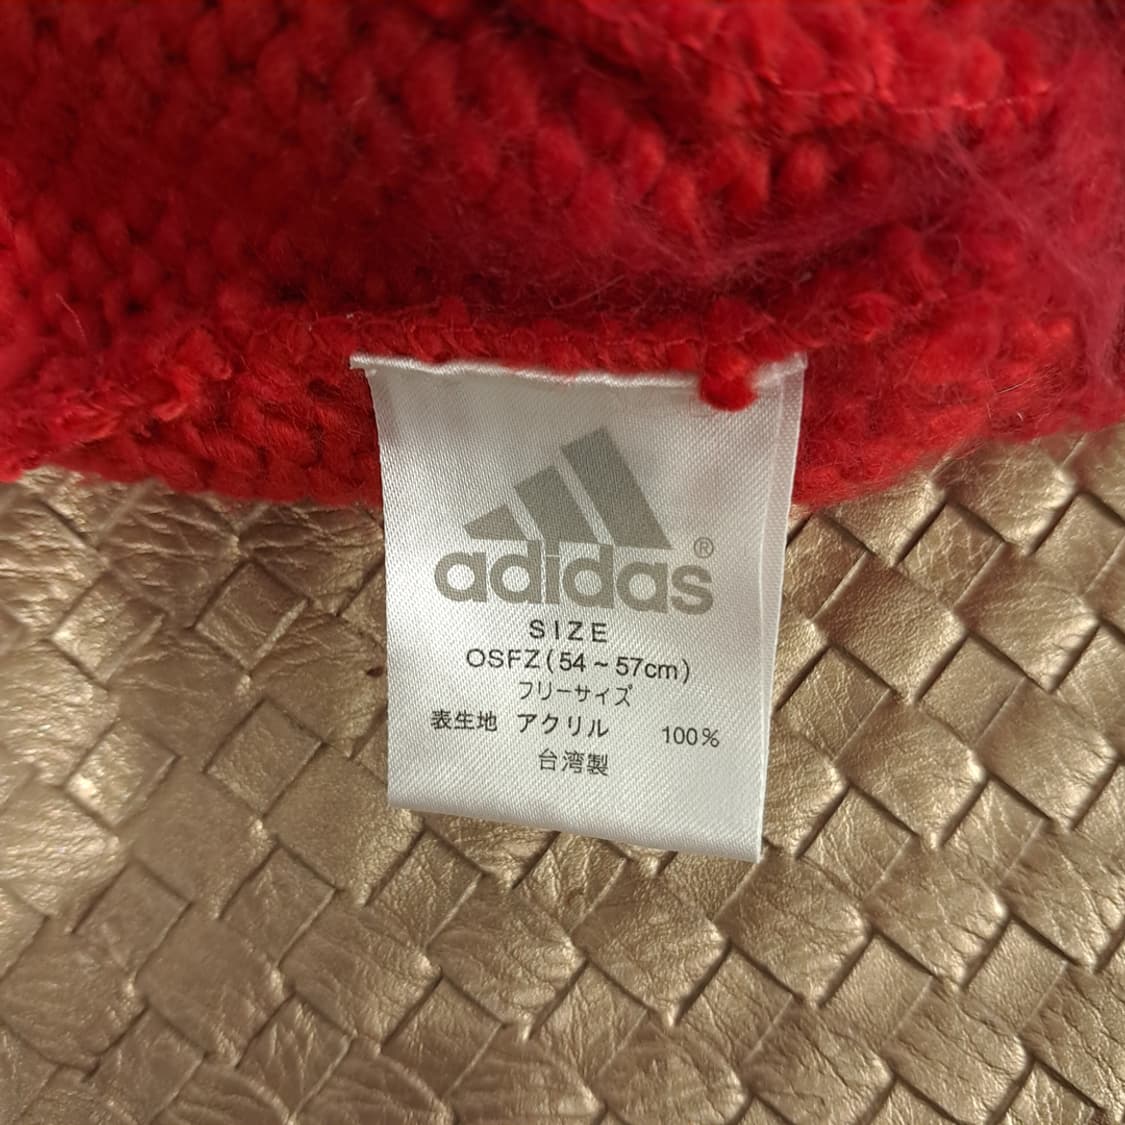 adidas®
SIZE
OSFZ(54~57cm)
フリーサイズ
表生地 アクリル 100%
台湾製